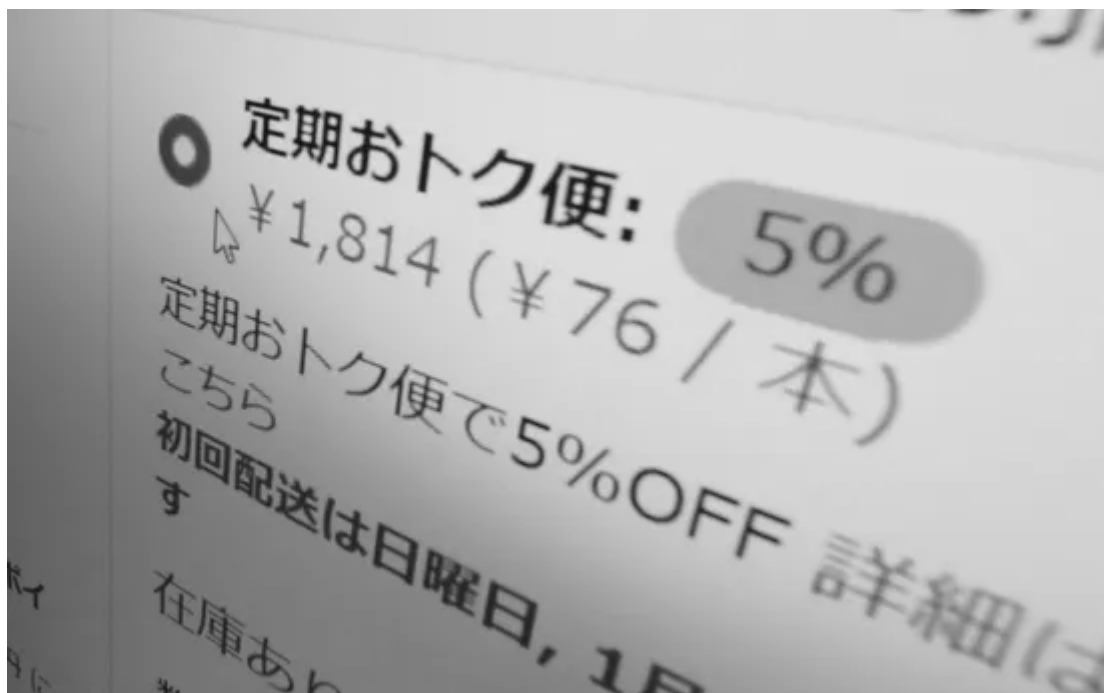 定期おトク便: 5%
¥1,814 (¥76 / 本)
定期おトク便で5%OFF 詳細は
こちら
初回配送は日曜日, 1月
す
在庫あり